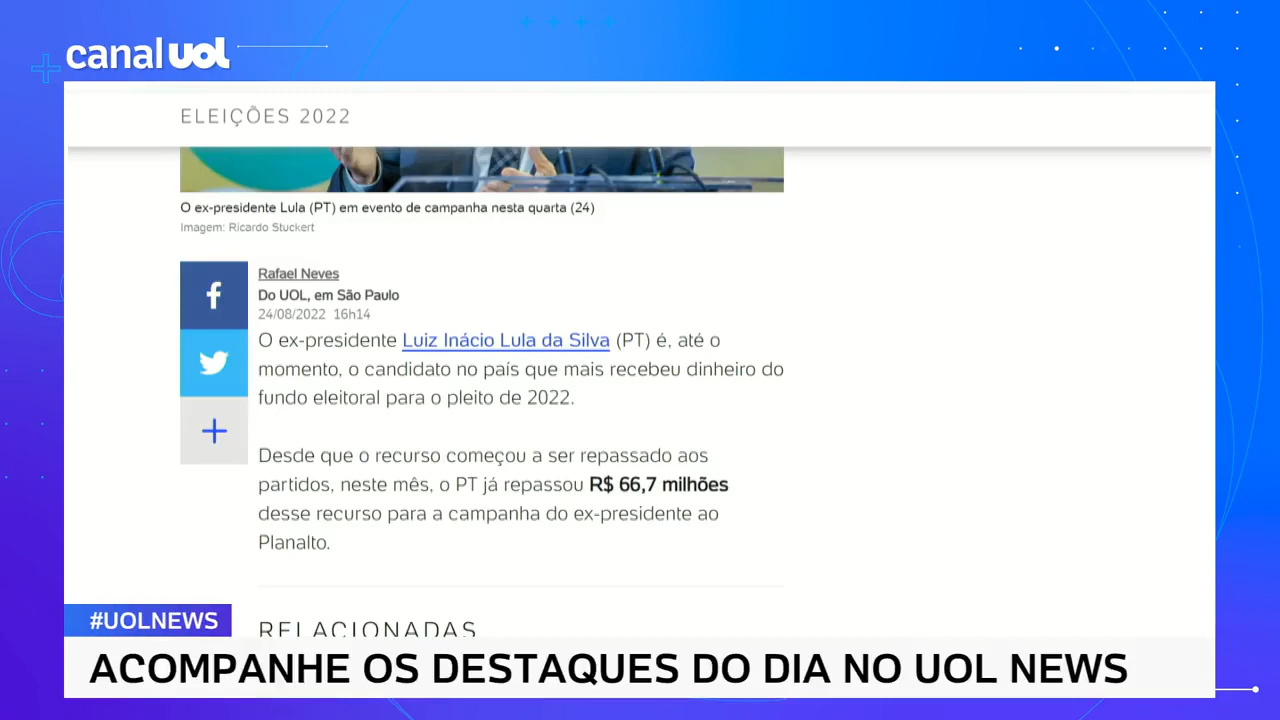 canal uol
ELEIÇÕES 2022
O ex-presidente Lula (PT) em evento de campanha nesta quarta (24)
Imagem: Ricardo Stuckert
Rafael Neves
Do UOL, em São Paulo
24/08/2022 16h14
O ex-presidente Luiz Inácio Lula da Silva (PT) é, até o
momento, o candidato no país que mais recebeu dinheiro do
fundo eleitoral para o pleito de 2022.
Desde que o recurso começou a ser repassado aos
partidos, neste mês, o PT já repassou R$ 66,7 milhões
desse recurso para a campanha do ex-presidente ao
Planalto.
RELACIONADAS
#UOLNEWS
ACOMPANHE OS DESTAQUES DO DIA NO UOL NEWS